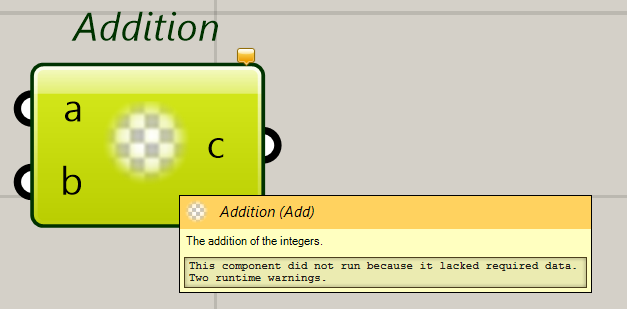 Addition
a
b
c
Addition (Add)
The addition of the integers.
This component did not run because it lacked required data.
Two runtime warnings.